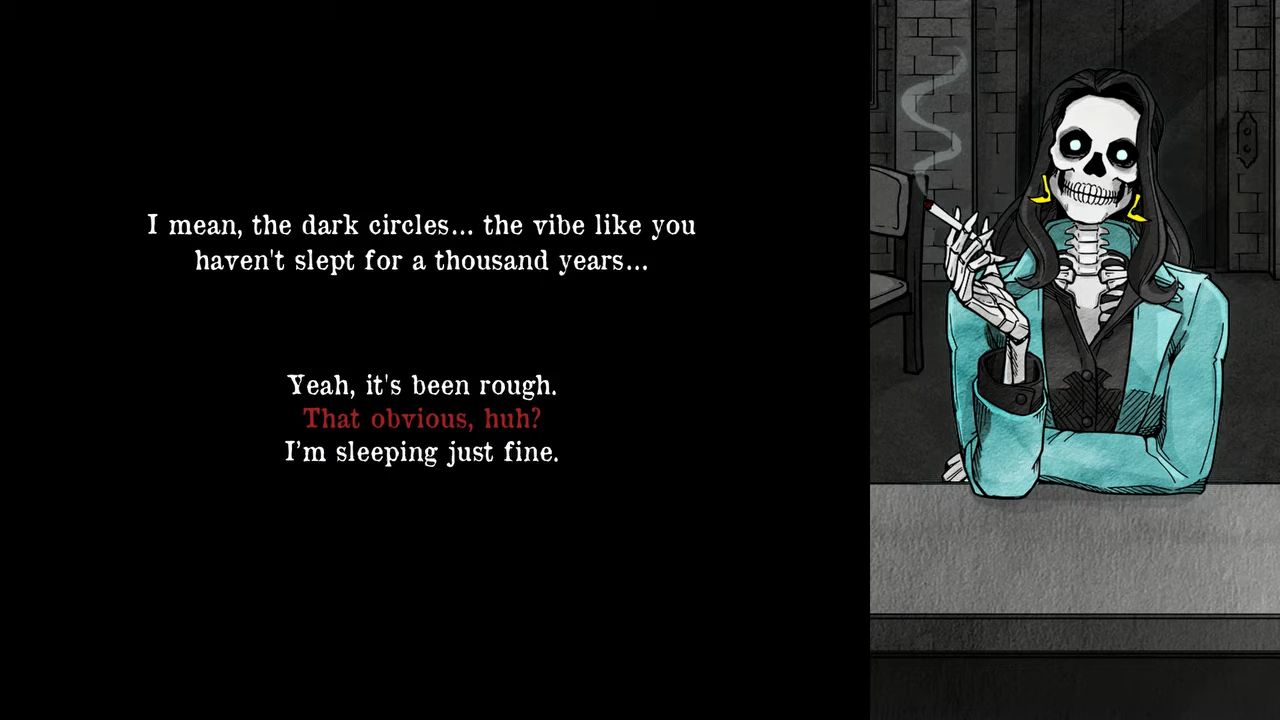 I mean, the dark circles... the vibe like you
haven't slept for a thousand years...
Yeah, it's been rough.
That obvious, huh?
I'm sleeping just fine.